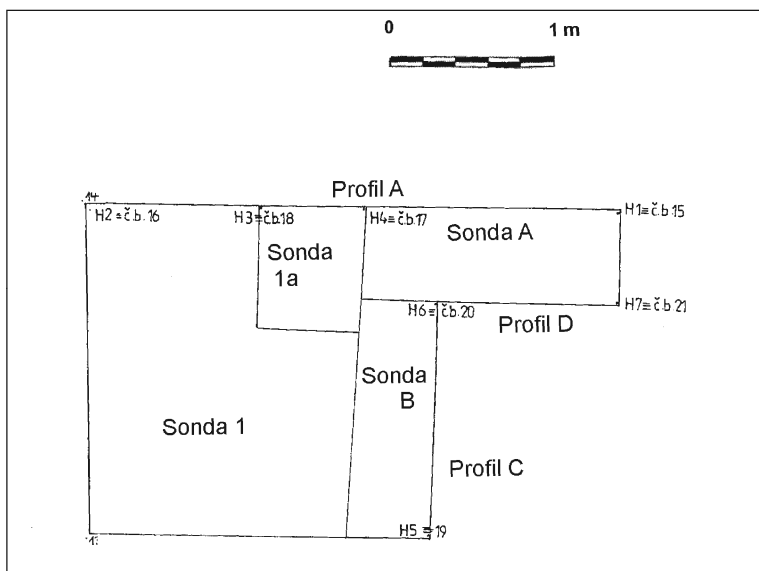 0 1 m
Profil A
14
H2≡č.b.16
H3≡č.b.18
H4≡č.b.17
H1≡č.b.15
Sonda
1a
Sonda A
H6≡č.b.20
H7≡č.b.21
Profil D
Sonda
B
Sonda 1
Profil C
H5≡19